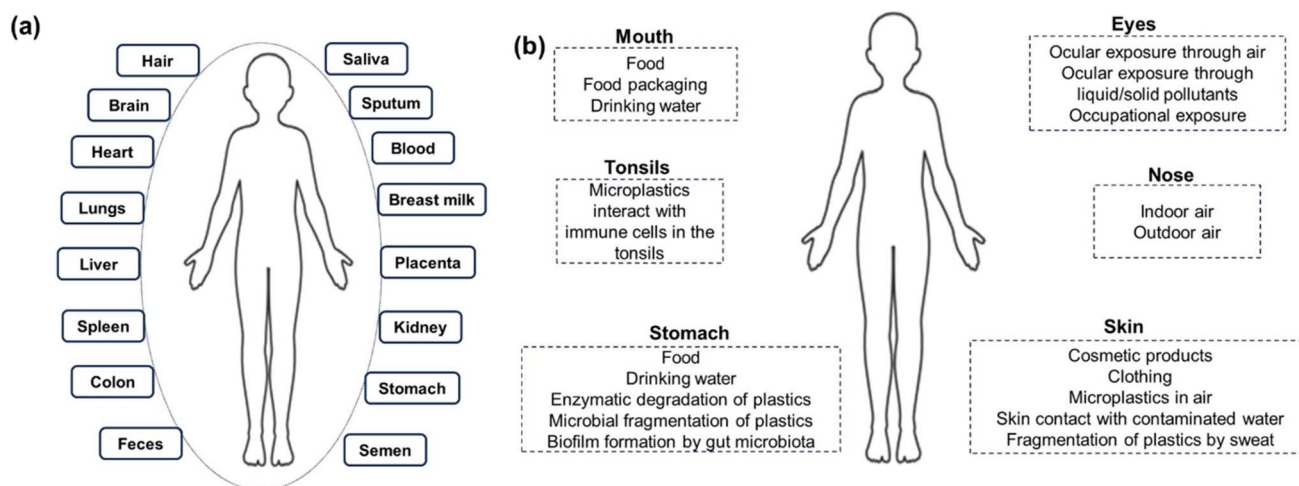 (a)
Hair
Brain
Heart
Lungs
Liver
Spleen
Colon
Feces
Saliva
Sputum
Blood
Breast milk
Placenta
Kidney
Stomach
Semen
(b)
Mouth
Food
Food packaging
Drinking water
Tonsils
Microplastics
interact with
immune cells in the
tonsils
Stomach
Food
Drinking water
Enzymatic degradation of plastics
Microbial fragmentation of plastics
Biofilm formation by gut microbiota
Eyes
Ocular exposure through air
Ocular exposure through
liquid/solid pollutants
Occupational exposure
Nose
Indoor air
Outdoor air
Skin
Cosmetic products
Clothing
Microplastics in air
Skin contact with contaminated water
Fragmentation of plastics by sweat